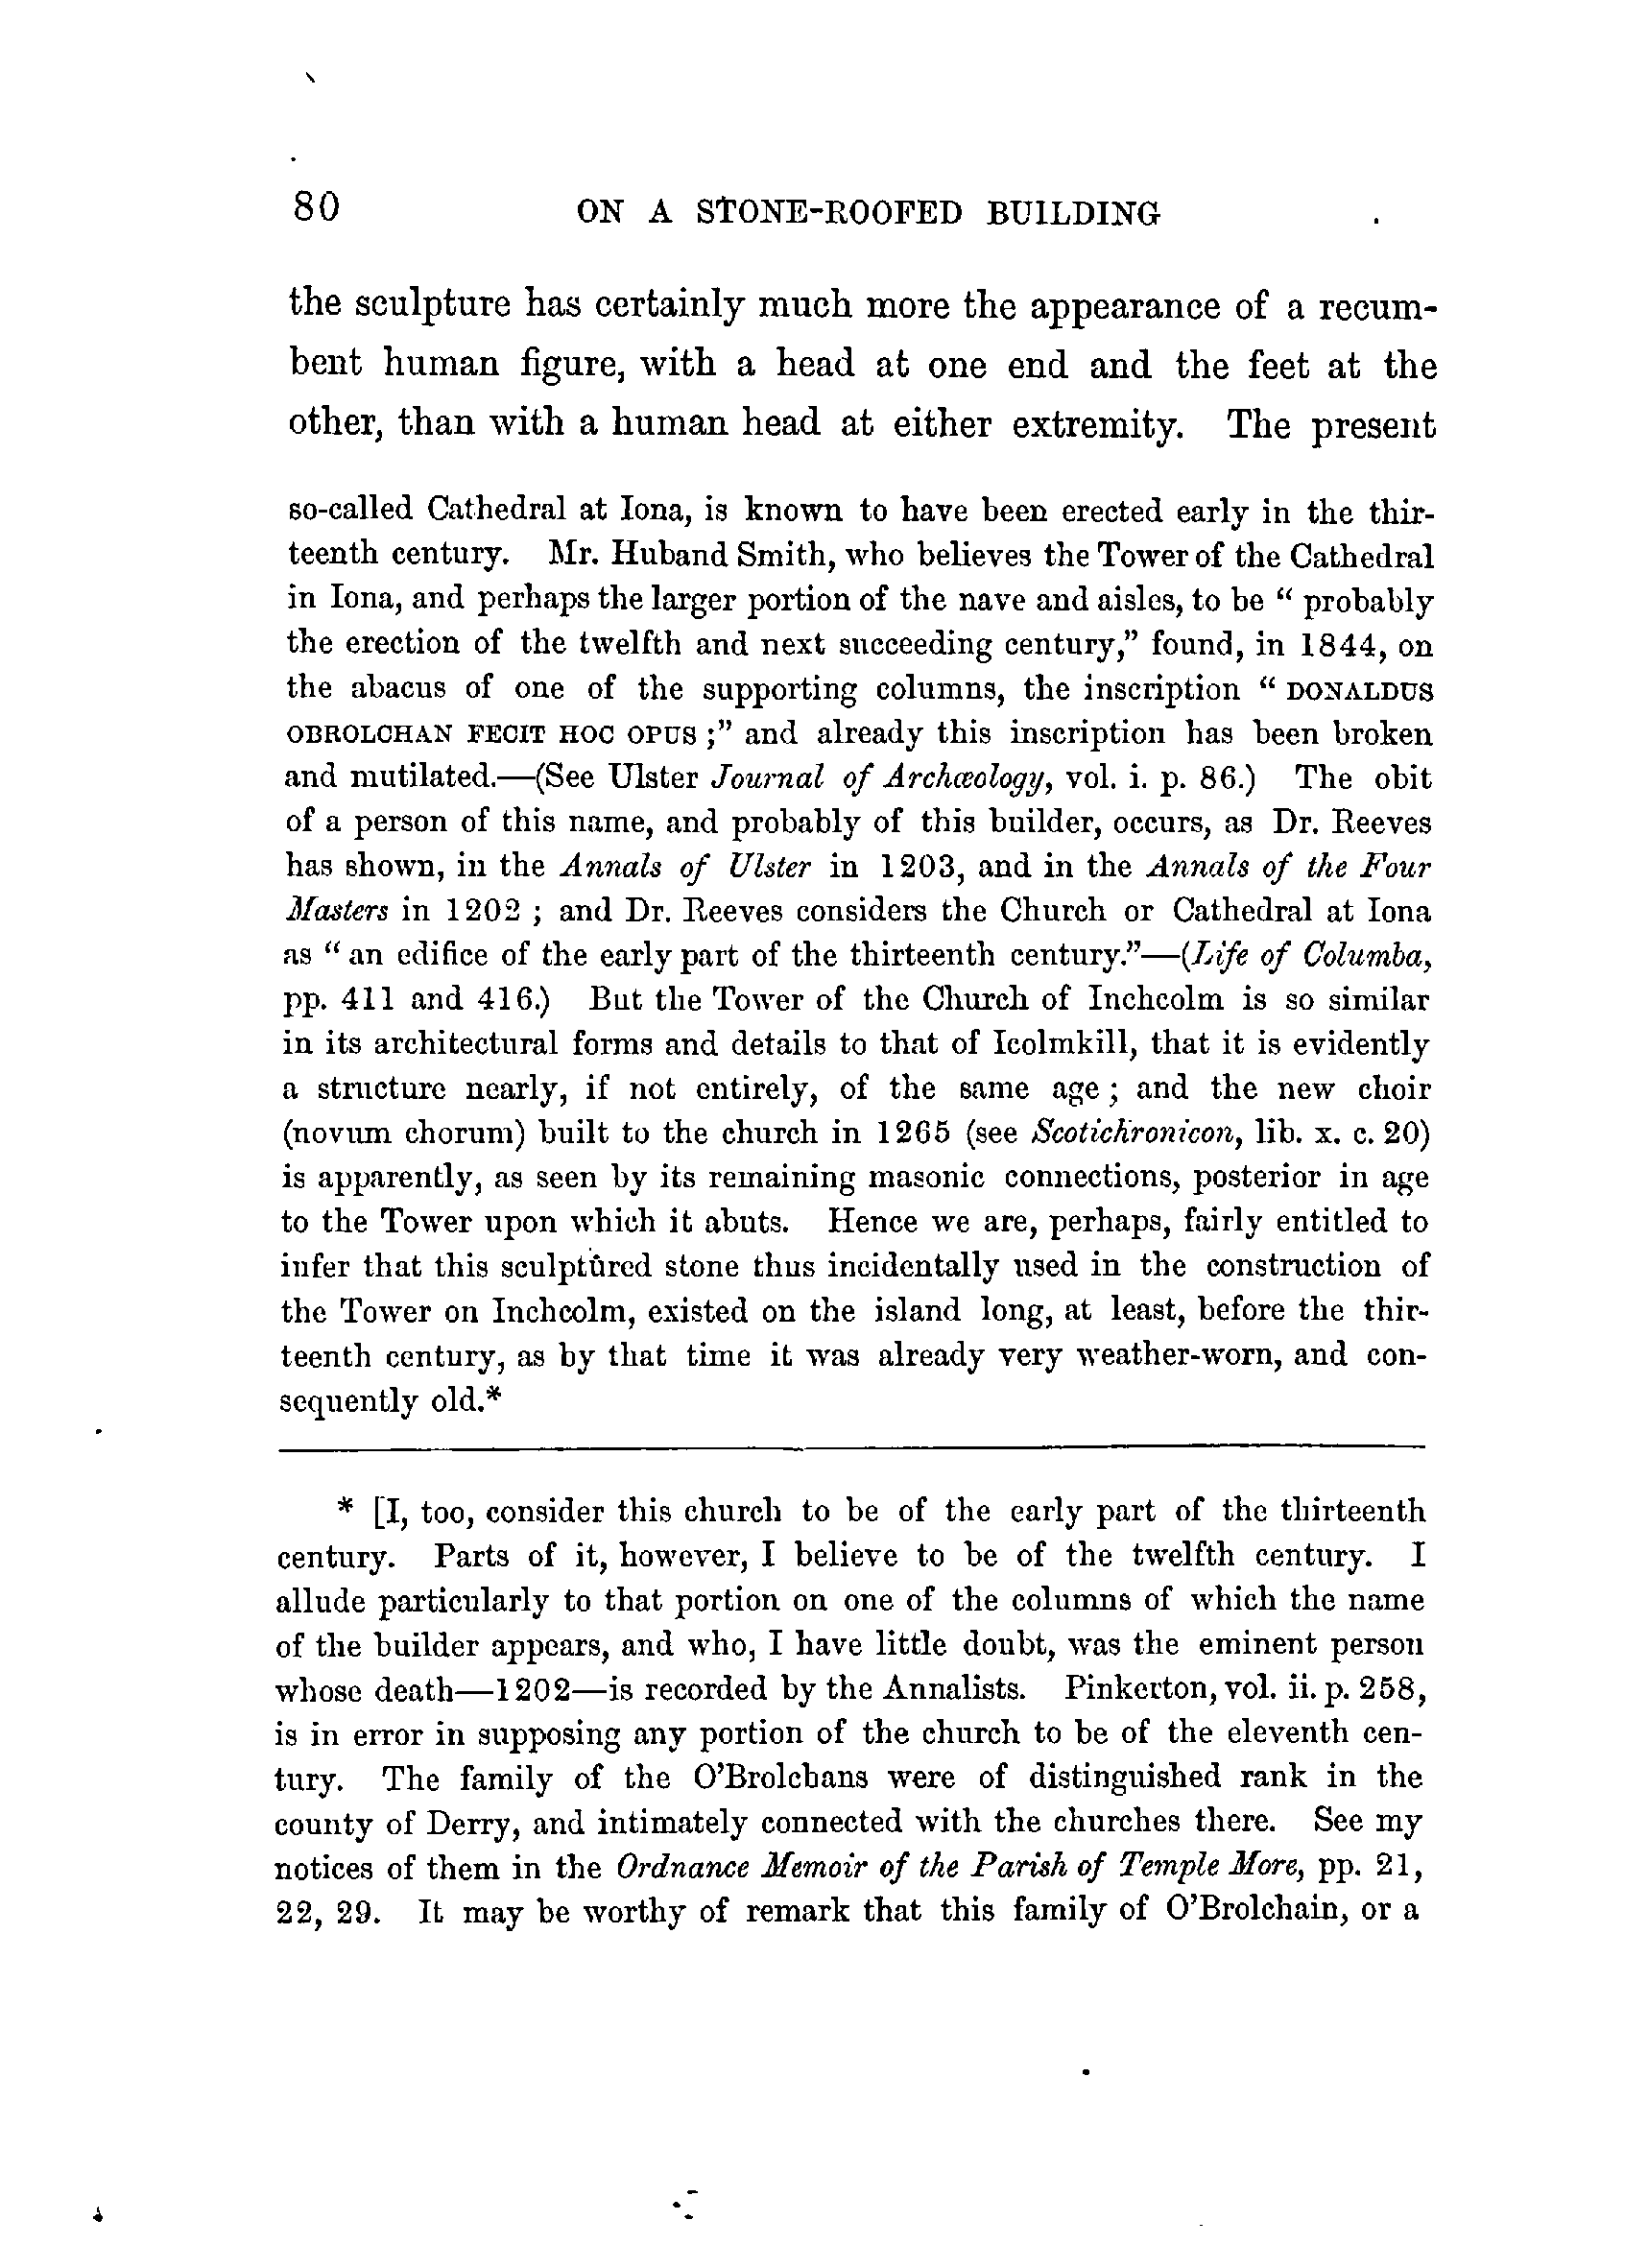 80 ON A STONE-ROOFED BUILDING
the sculpture has certainly much more the appearance of a recum-
bent human figure, with a head at one end and the feet at the
other, than with a human head at either extremity. The present
so-called Cathedral at Iona, is known to have been erected early in the thir-
teenth century. Mr. Huband Smith, who believes the Tower of the Cathedral
in Iona, and perhaps the larger portion of the nave and aisles, to be “ probably
the erection of the twelfth and next succeeding century,” found, in 1844, on
the abacus of one of the supporting columns, the inscription “ DONALDUS
OBROLCHAN FECIT HOC OPUS ;” and already this inscription has been broken
and mutilated.—(See Ulster Journal of Archæology, vol. i. p. 86.) The obit
of a person of this name, and probably of this builder, occurs, as Dr. Reeves
has shown, in the Annals of Ulster in 1203, and in the Annals of the Four
Masters in 1202 ; and Dr. Reeves considers the Church or Cathedral at Iona
as “ an edifice of the early part of the thirteenth century.”—(Life of Columba,
pp. 411 and 416.) But the Tower of the Church of Inchcolm is so similar
in its architectural forms and details to that of Icolmkill, that it is evidently
a structure nearly, if not entirely, of the same age ; and the new choir
(novum chorum) built to the church in 1265 (see Scotichronicon, lib. x. c. 20)
is apparently, as seen by its remaining masonic connections, posterior in age
to the Tower upon which it abuts. Hence we are, perhaps, fairly entitled to
infer that this sculptured stone thus incidentally used in the construction of
the Tower on Inchcolm, existed on the island long, at least, before the thir-
teenth century, as by that time it was already very weather-worn, and con-
sequently old.*
* [I, too, consider this church to be of the early part of the thirteenth
century. Parts of it, however, I believe to be of the twelfth century. I
allude particularly to that portion on one of the columns of which the name
of the builder appears, and who, I have little doubt, was the eminent person
whose death—1202—is recorded by the Annalists. Pinkerton, vol. ii. p. 258,
is in error in supposing any portion of the church to be of the eleventh cen-
tury. The family of the O’Brolchans were of distinguished rank in the
county of Derry, and intimately connected with the churches there. See my
notices of them in the Ordnance Memoir of the Parish of Temple More, pp. 21,
22, 29. It may be worthy of remark that this family of O’Brolchain, or a